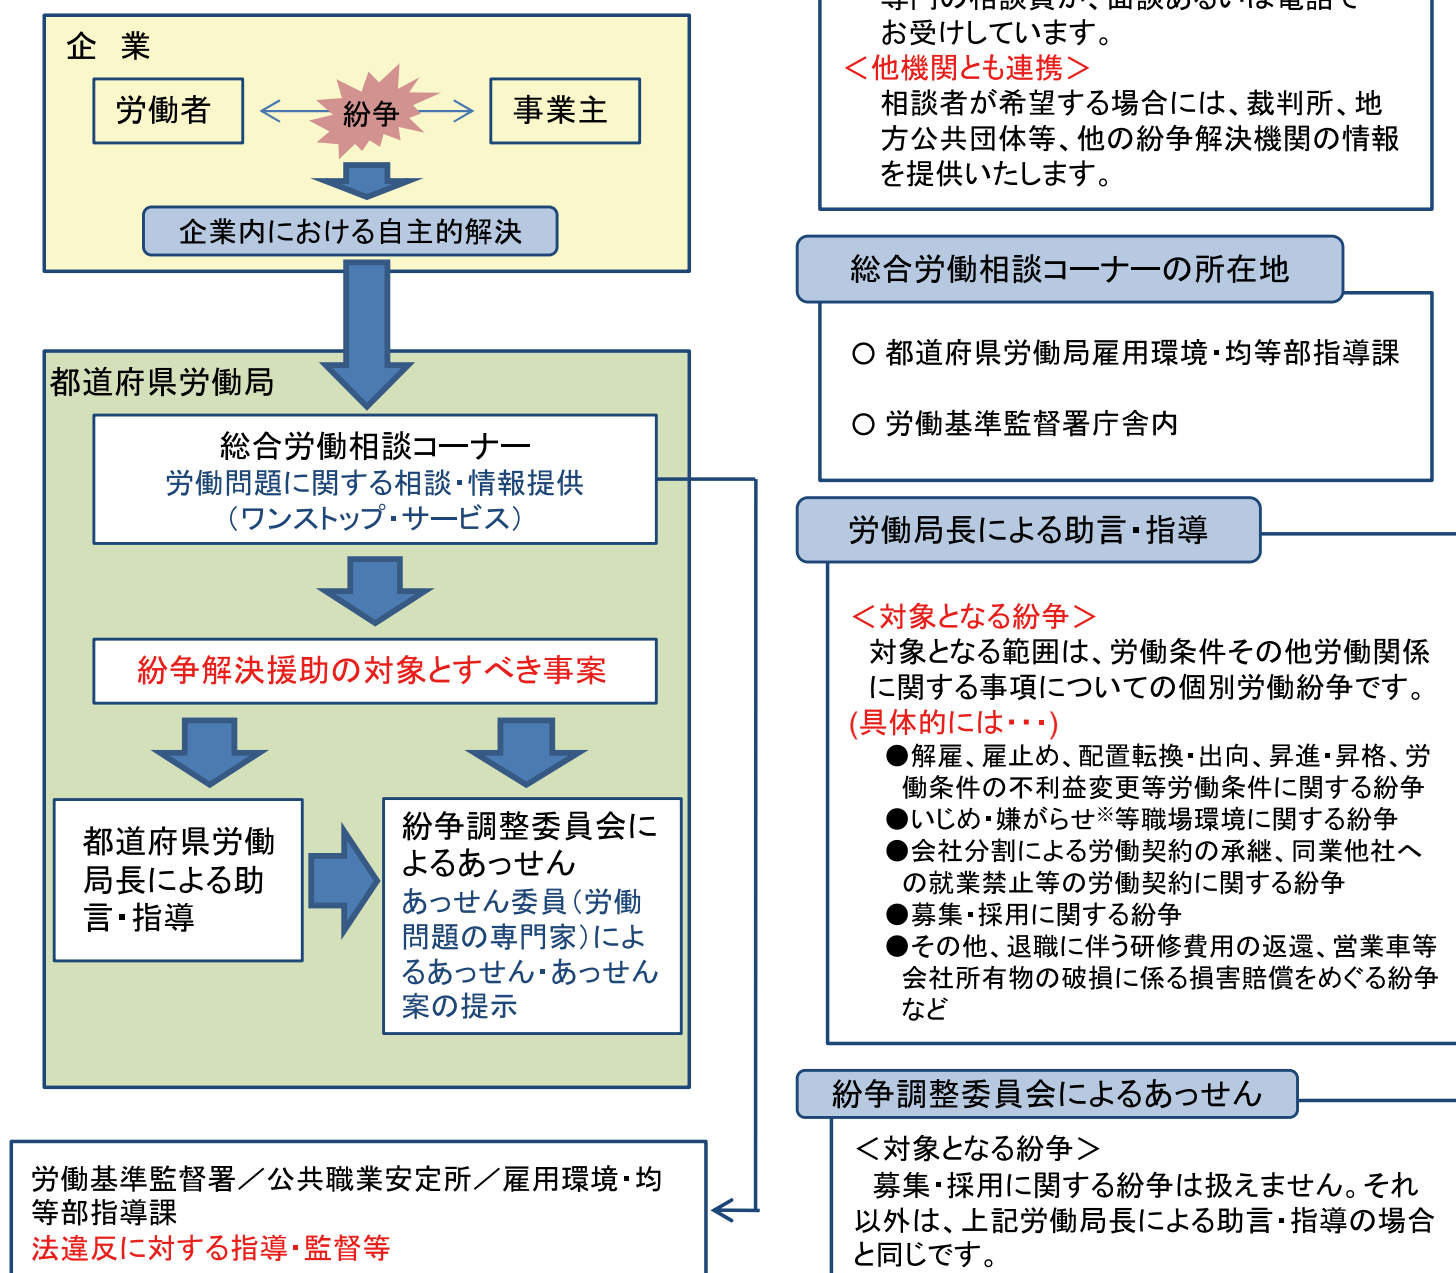 企　業
労働者
紛争
事業主
企業内における自主的解決
都道府県労働局
総合労働相談コーナー
労働問題に関する相談・情報提供
（ワンストップ・サービス）
紛争解決援助の対象とすべき事案
都道府県労働
局長による助
言・指導
紛争調整委員会に
よるあっせん
あっせん委員（労働
問題の専門家）によ
るあっせん・あっせん
案の提示
労働基準監督署／公共職業安定所／雇用環境・均
等部指導課
法違反に対する指導・監督等
専門の相談員が、面談あるいは電話で
お受けしています。
＜他機関とも連携＞
相談者が希望する場合には、裁判所、地
方公共団体等、他の紛争解決機関の情報
を提供いたします。
総合労働相談コーナーの所在地
○ 都道府県労働局雇用環境・均等部指導課
○ 労働基準監督署庁舎内
労働局長による助言・指導
＜対象となる紛争＞
対象となる範囲は、労働条件その他労働関係
に関する事項についての個別労働紛争です。
(具体的には・・・)
●解雇、雇止め、配置転換・出向、昇進・昇格、労
働条件の不利益変更等労働条件に関する紛争
●いじめ・嫌がらせ※等職場環境に関する紛争
●会社分割による労働契約の承継、同業他社へ
の就業禁止等の労働契約に関する紛争
●募集・採用に関する紛争
●その他、退職に伴う研修費用の返還、営業車等
会社所有物の破損に係る損害賠償をめぐる紛争
など
紛争調整委員会によるあっせん
＜対象となる紛争＞
募集・採用に関する紛争は扱えません。それ
以外は、上記労働局長による助言・指導の場合
と同じです。